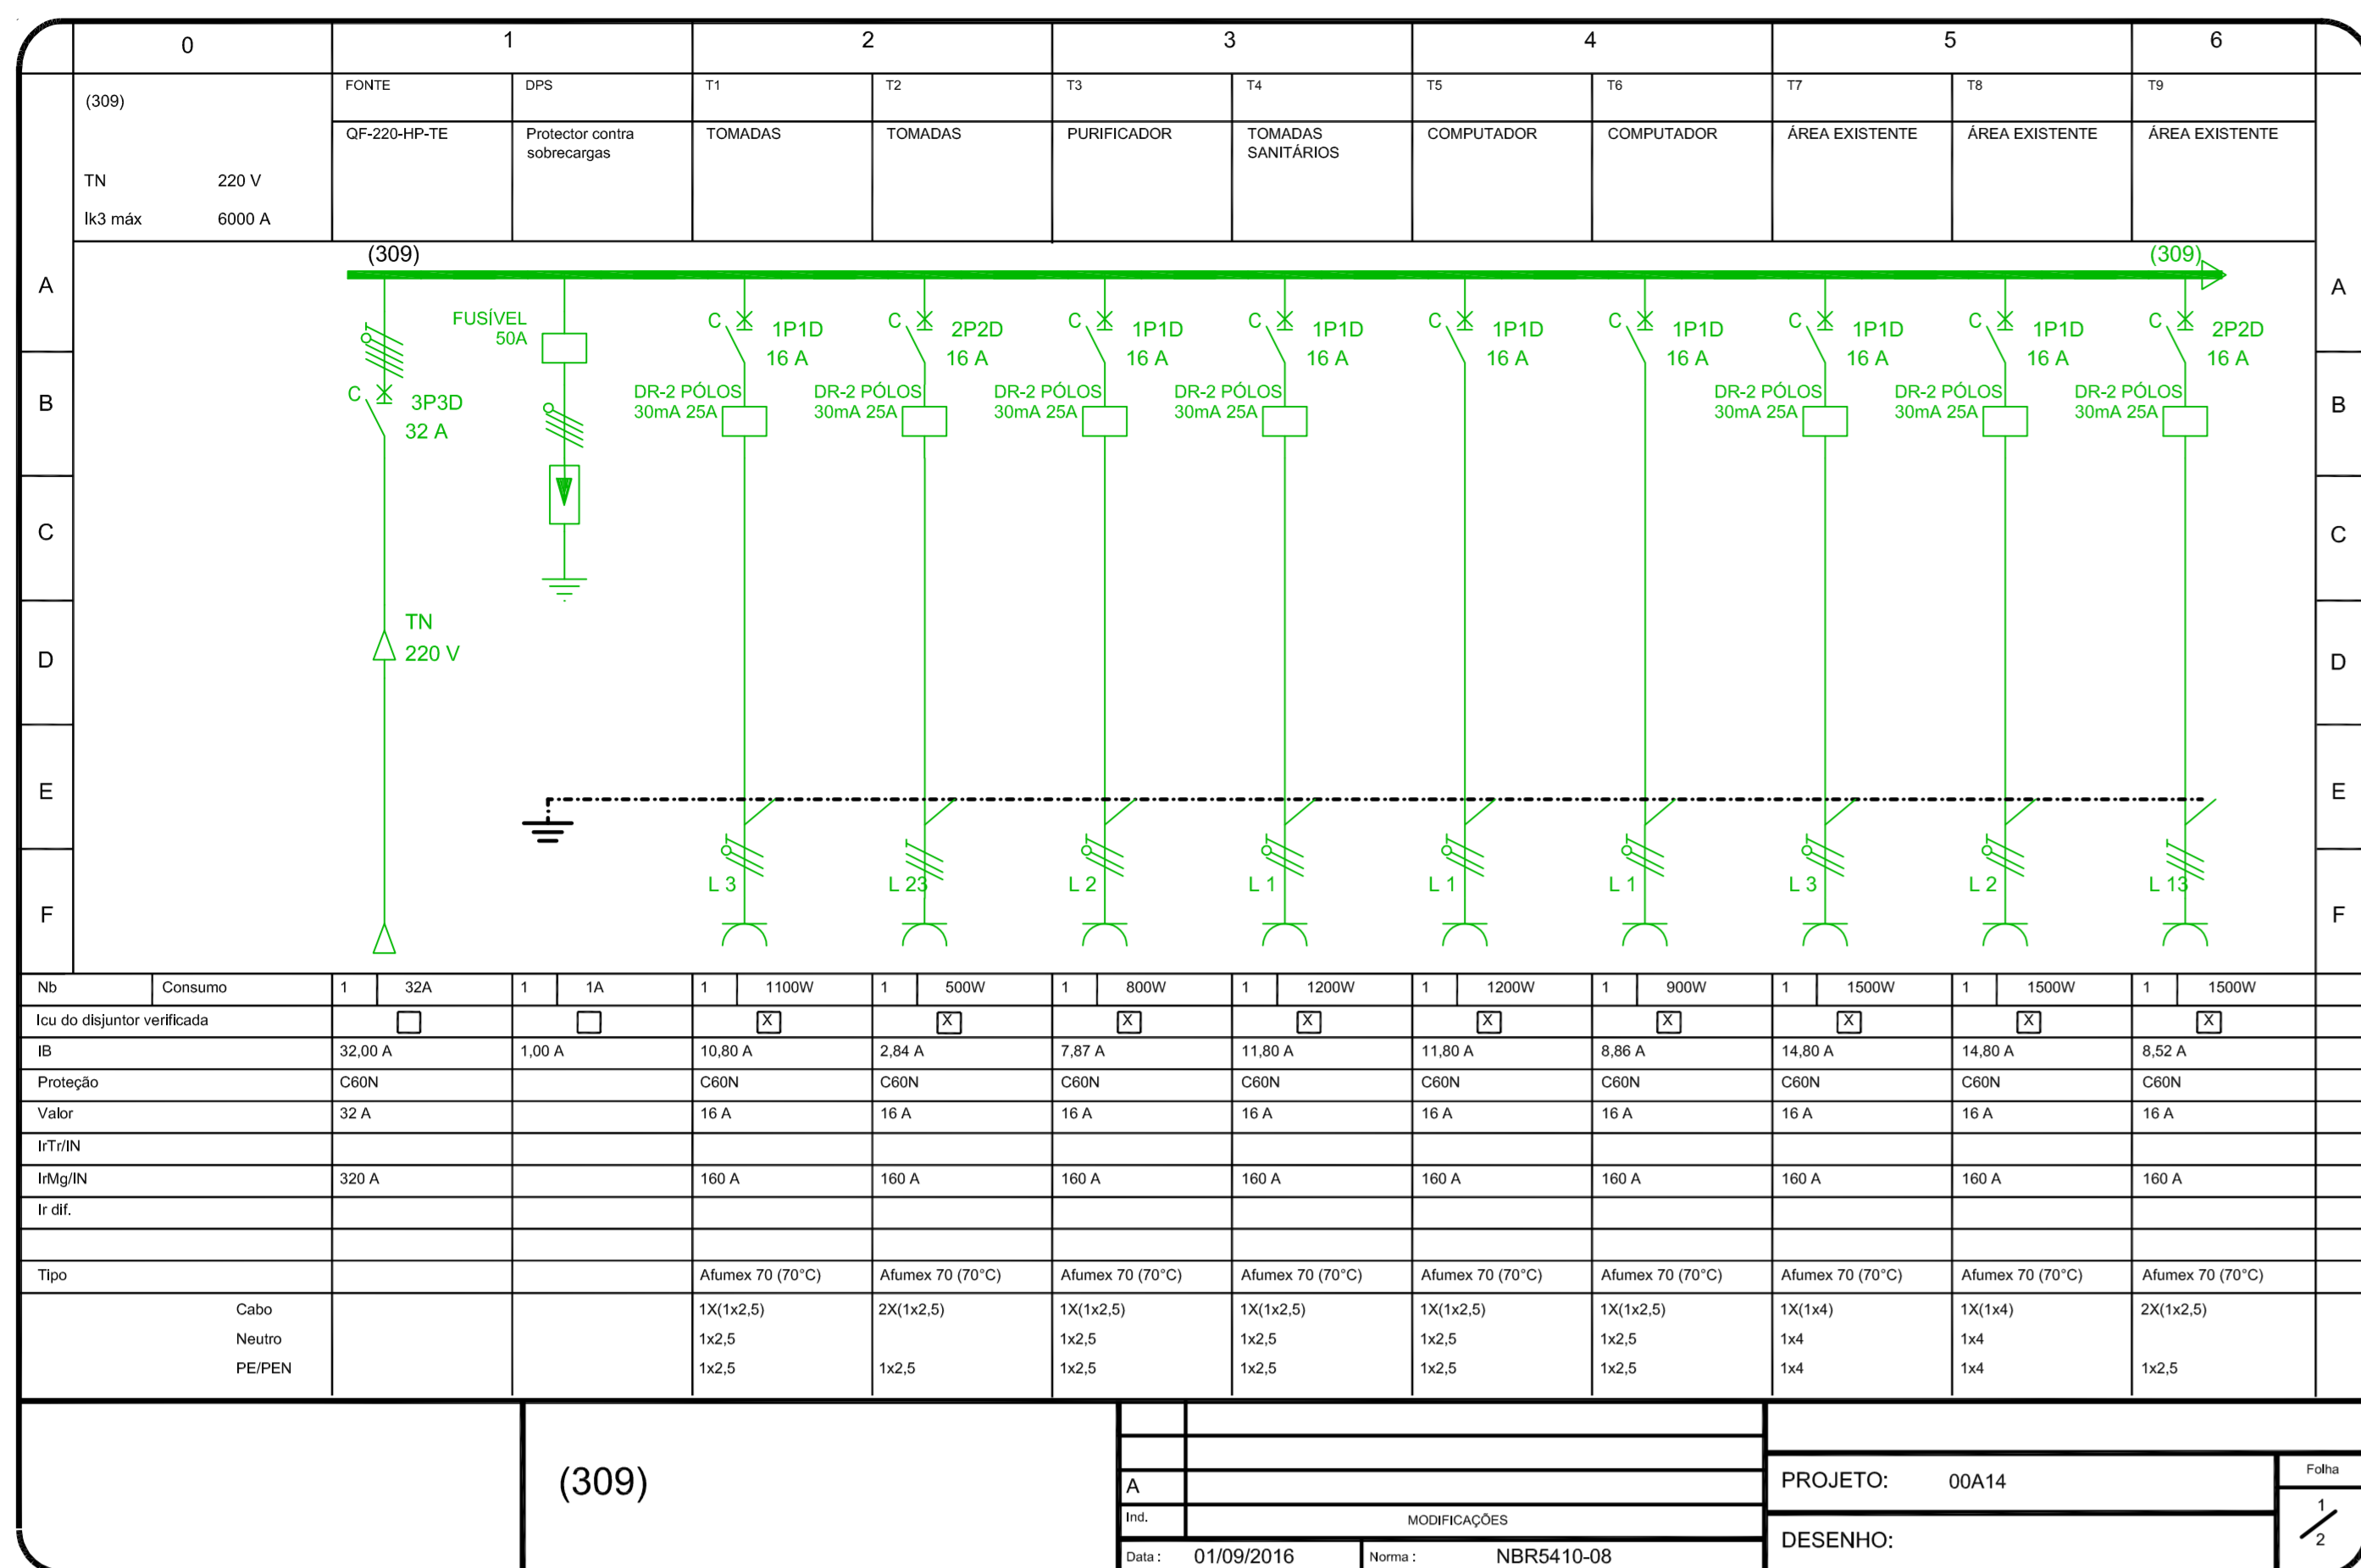 0 1 2 3 4 5 6
(309) FONTE DPS T1 T2 T3 T4 T5 T6 T7 T8 T9
QF-220-HP-TE Protector contra TOMADAS TOMADAS PURIFICADOR TOMADAS COMPUTADOR COMPUTADOR ÁREA EXISTENTE ÁREA EXISTENTE ÁREA EXISTENTE
sobrecargas SANITÁRIOS
TN 220 V
Ik3 máx 6000 A
(309) (309)
A A
FUSÍVEL C 1P1D C 2P2D C 1P1D C 1P1D C 1P1D C 1P1D C 1P1D C 1P1D C 2P2D
50A 16 A 16 A 16 A 16 A 16 A 16 A 16 A 16 A 16 A
C 3P3D DR-2 PÓLOS DR-2 PÓLOS DR-2 PÓLOS DR-2 PÓLOS DR-2 PÓLOS DR-2 PÓLOS DR-2 PÓLOS
B 30mA 25A 30mA 25A 30mA 25A 30mA 25A 30mA 25A 30mA 25A 30mA 25A B
32 A
C C
TN
D 220 V D
E E
L 3 L 23 L 2 L 1 L 1 L 1 L 3 L 2 L 13
F F
Nb Consumo 1 32A 1 1A 1 1100W 1 500W 1 800W 1 1200W 1 1200W 1 900W 1 1500W 1 1500W 1 1500W
Icu do disjuntor verificada X X X X X X X X X
IB 32,00 A 1,00 A 10,80 A 2,84 A 7,87 A 11,80 A 11,80 A 8,86 A 14,80 A 14,80 A 8,52 A
Proteção C60N C60N C60N C60N C60N C60N C60N C60N C60N C60N
Valor 32 A 16 A 16 A 16 A 16 A 16 A 16 A 16 A 16 A 16 A
IrTr/IN
IrMg/IN 320 A 160 A 160 A 160 A 160 A 160 A 160 A 160 A 160 A 160 A
Ir dif.
Tipo Afumex 70 (70°C) Afumex 70 (70°C) Afumex 70 (70°C) Afumex 70 (70°C) Afumex 70 (70°C) Afumex 70 (70°C) Afumex 70 (70°C) Afumex 70 (70°C) Afumex 70 (70°C)
Cabo 1X(1x2,5) 2X(1x2,5) 1X(1x2,5) 1X(1x2,5) 1X(1x2,5) 1X(1x2,5) 1X(1x4) 1X(1x4) 2X(1x2,5)
Neutro 1x2,5 1x2,5 1x2,5 1x2,5 1x2,5 1x4 1x4
PE/PEN 1x2,5 1x2,5 1x2,5 1x2,5 1x2,5 1x2,5 1x4 1x4 1x2,5
(309)
A
Ind. MODIFICAÇÕES
Data : 01/09/2016 Norma : NBR5410-08
PROJETO: 00A14
DESENHO:
Folha
1
2